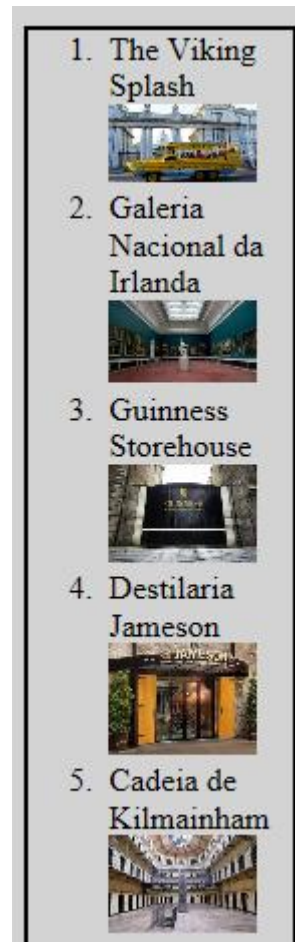 1. The Viking
Splash
2. Galeria
Nacional da
Irlanda
3. Guinness
Storehouse
4. Destilaria
Jameson
JAMESON
5. Cadeia de
Kilmainham